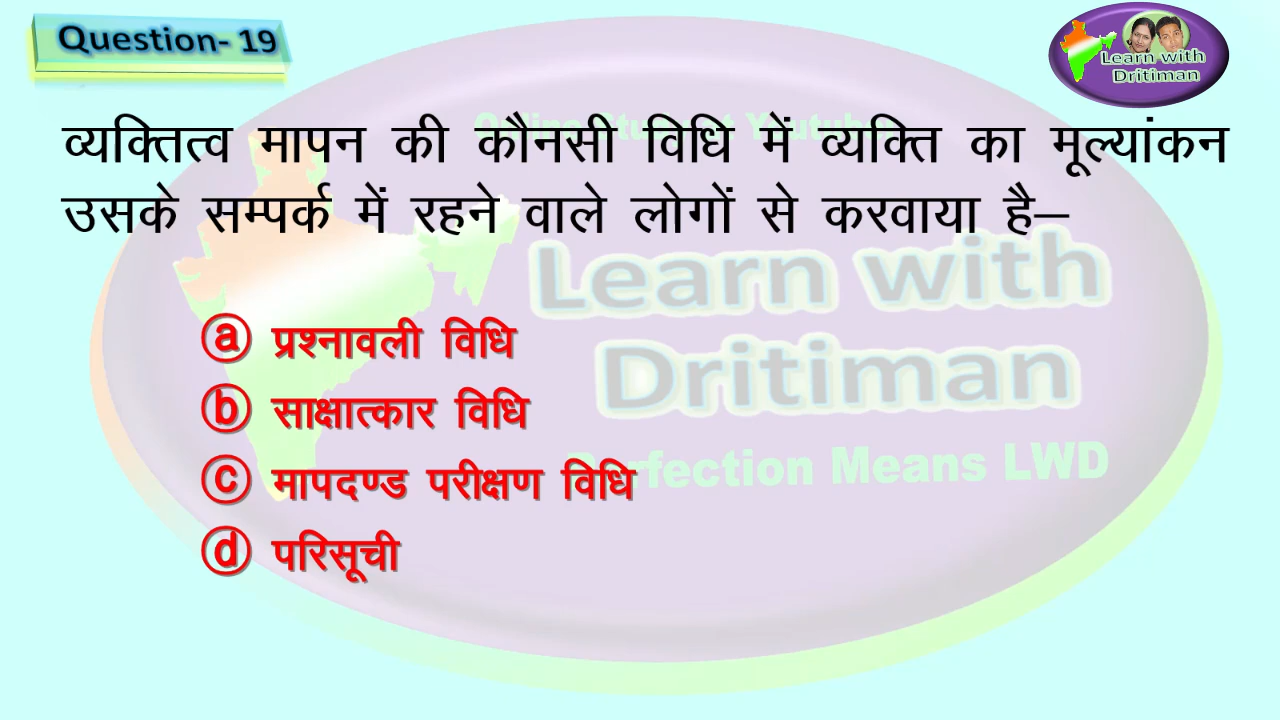 Question- 19
Learn with
Dritiman
व्यक्तित्व मापन की कौनसी विधि में व्यक्ति का मूल्यांकन
उसके सम्पर्क में रहने वाले लोगों से करवाया है–
Learn with
Dritiman
ⓐ प्रश्नावली विधि
ⓑ साक्षात्कार विधि
ⓒ मापदण्ड परीक्षण विधि
Perfection Means LWD
ⓓ परिसूची